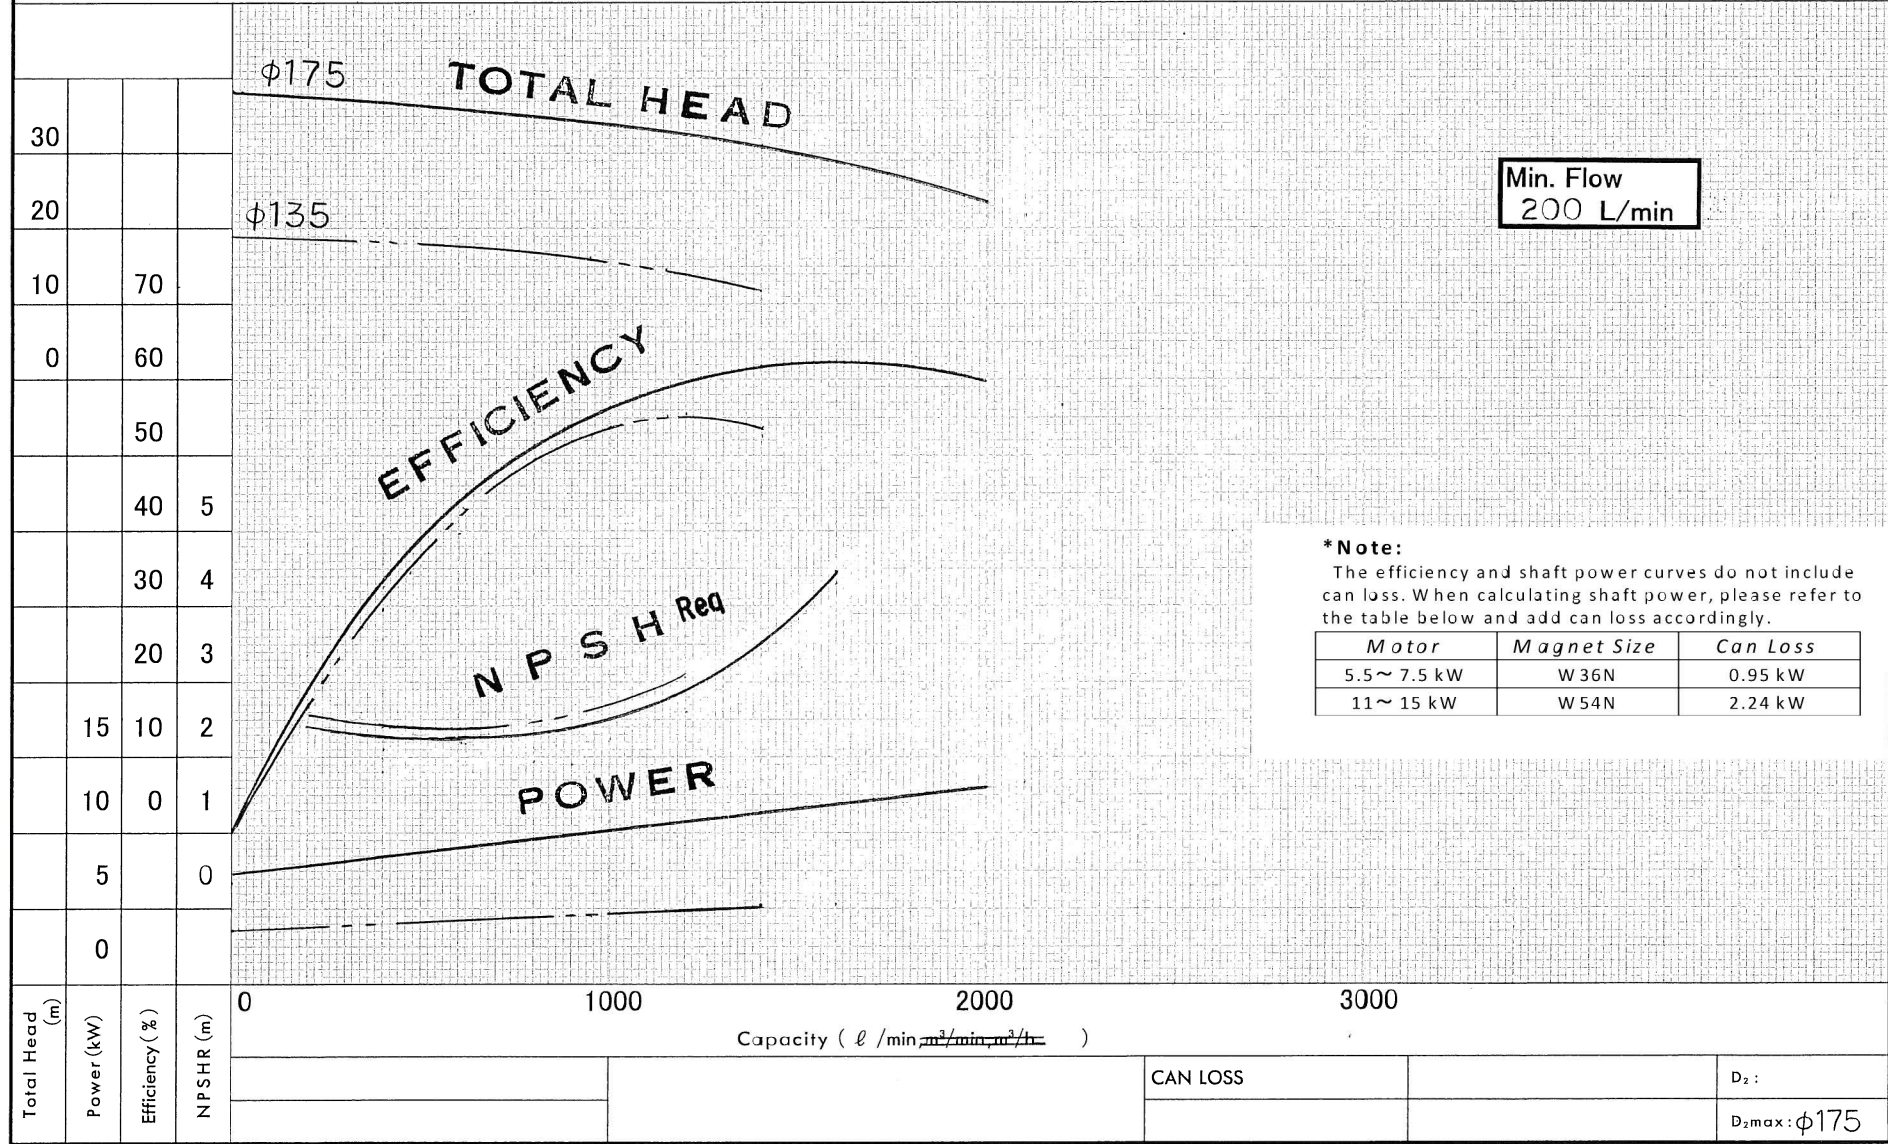 φ175
TOTAL HEAD
30
20
φ135
10 70
0 60
50
40 5
30 4
20 3
15 10 2
10 0 1
5 0
0
EFFICIENCY
NPSH Req
POWER
Min. Flow
200 L/min
*Note:
The efficiency and shaft power curves do not include
can loss. When calculating shaft power, please refer to
the table below and add can loss accordingly.
Motor Magnet Size Can Loss
5.5~7.5 kW W36N 0.95 kW
11~15 kW W54N 2.24 kW
0 1000 2000 3000
Capacity ( ℓ /min, m³/min, m³/h )
Total Head (m)
Power (kW)
Efficiency (%)
NPSHR (m)
CAN LOSS
D₂ :
D₂max : φ175